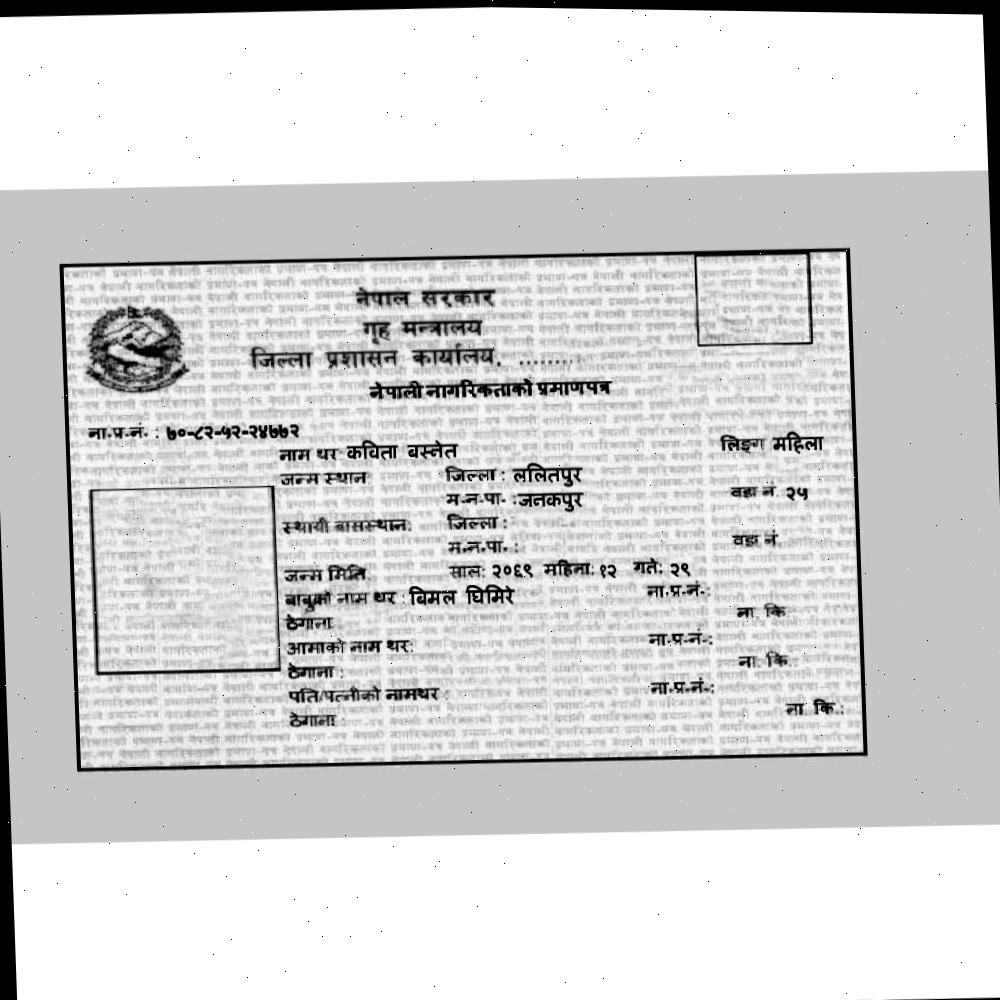 नेपाल सरकार
गृह मन्त्रालय
जिल्ला प्रशासन कार्यालय, .........
नेपाली नागरिकताको प्रमाणपत्र
ना.प्र.नं. : ७०-८२-५२-२४७७२
नाम थर: कविता बस्नेत लिङ्ग महिला
जन्म स्थान जिल्ला : ललितपुर
म.न.पा. :जनकपुर वडा नं. २५
स्थायी बासस्थान: जिल्ला :
म.न.पा. : वडा नं.
जन्म मिति: साल: २०६९ महिना: १२ गते: २९
बाबुको नाम थर : बिमल घिमिरे ना.प्र.नं.:
ठेगाना: ना. कि.
आमाको नाम थर: ना.प्र.नं.:
ठेगाना : ना. कि.
पति/पत्नीको नामथर : ना.प्र.नं.:
ठेगाना : ना. कि.: